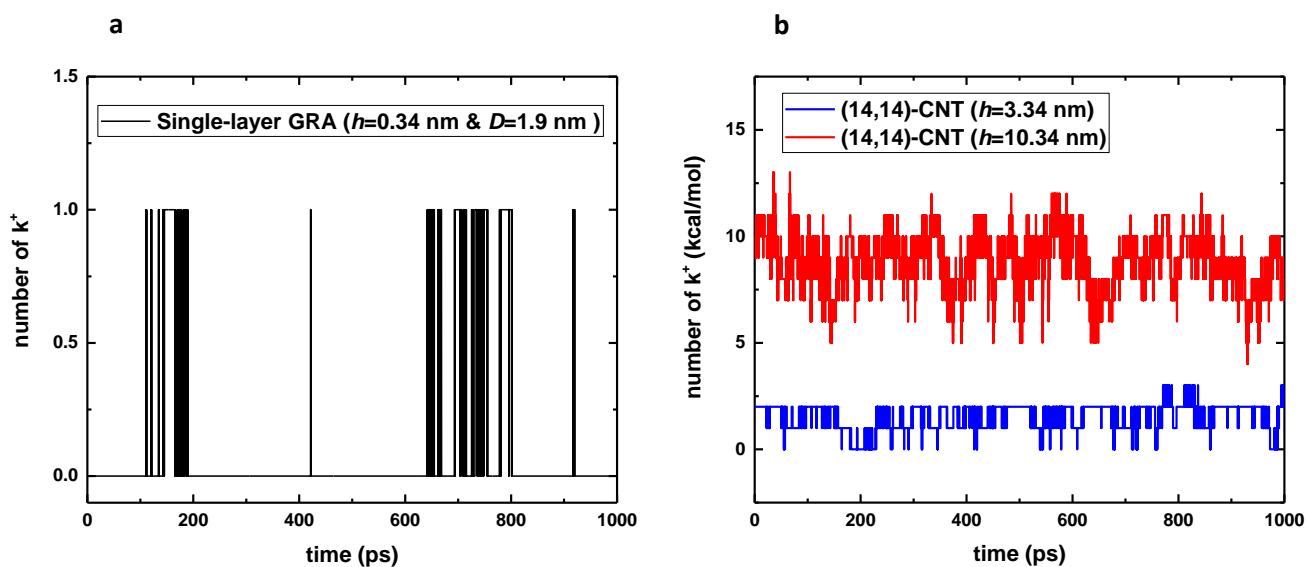 a
1.5
1.0
0.5
0.0
number of k⁺
Single-layer GRA (h=0.34 nm & D=1.9 nm )
0 200 400 600 800 1000
time (ps)
b
15
10
5
0
number of k⁺ (kcal/mol)
(14,14)-CNT (h=3.34 nm)
(14,14)-CNT (h=10.34 nm)
0 200 400 600 800 1000
time (ps)